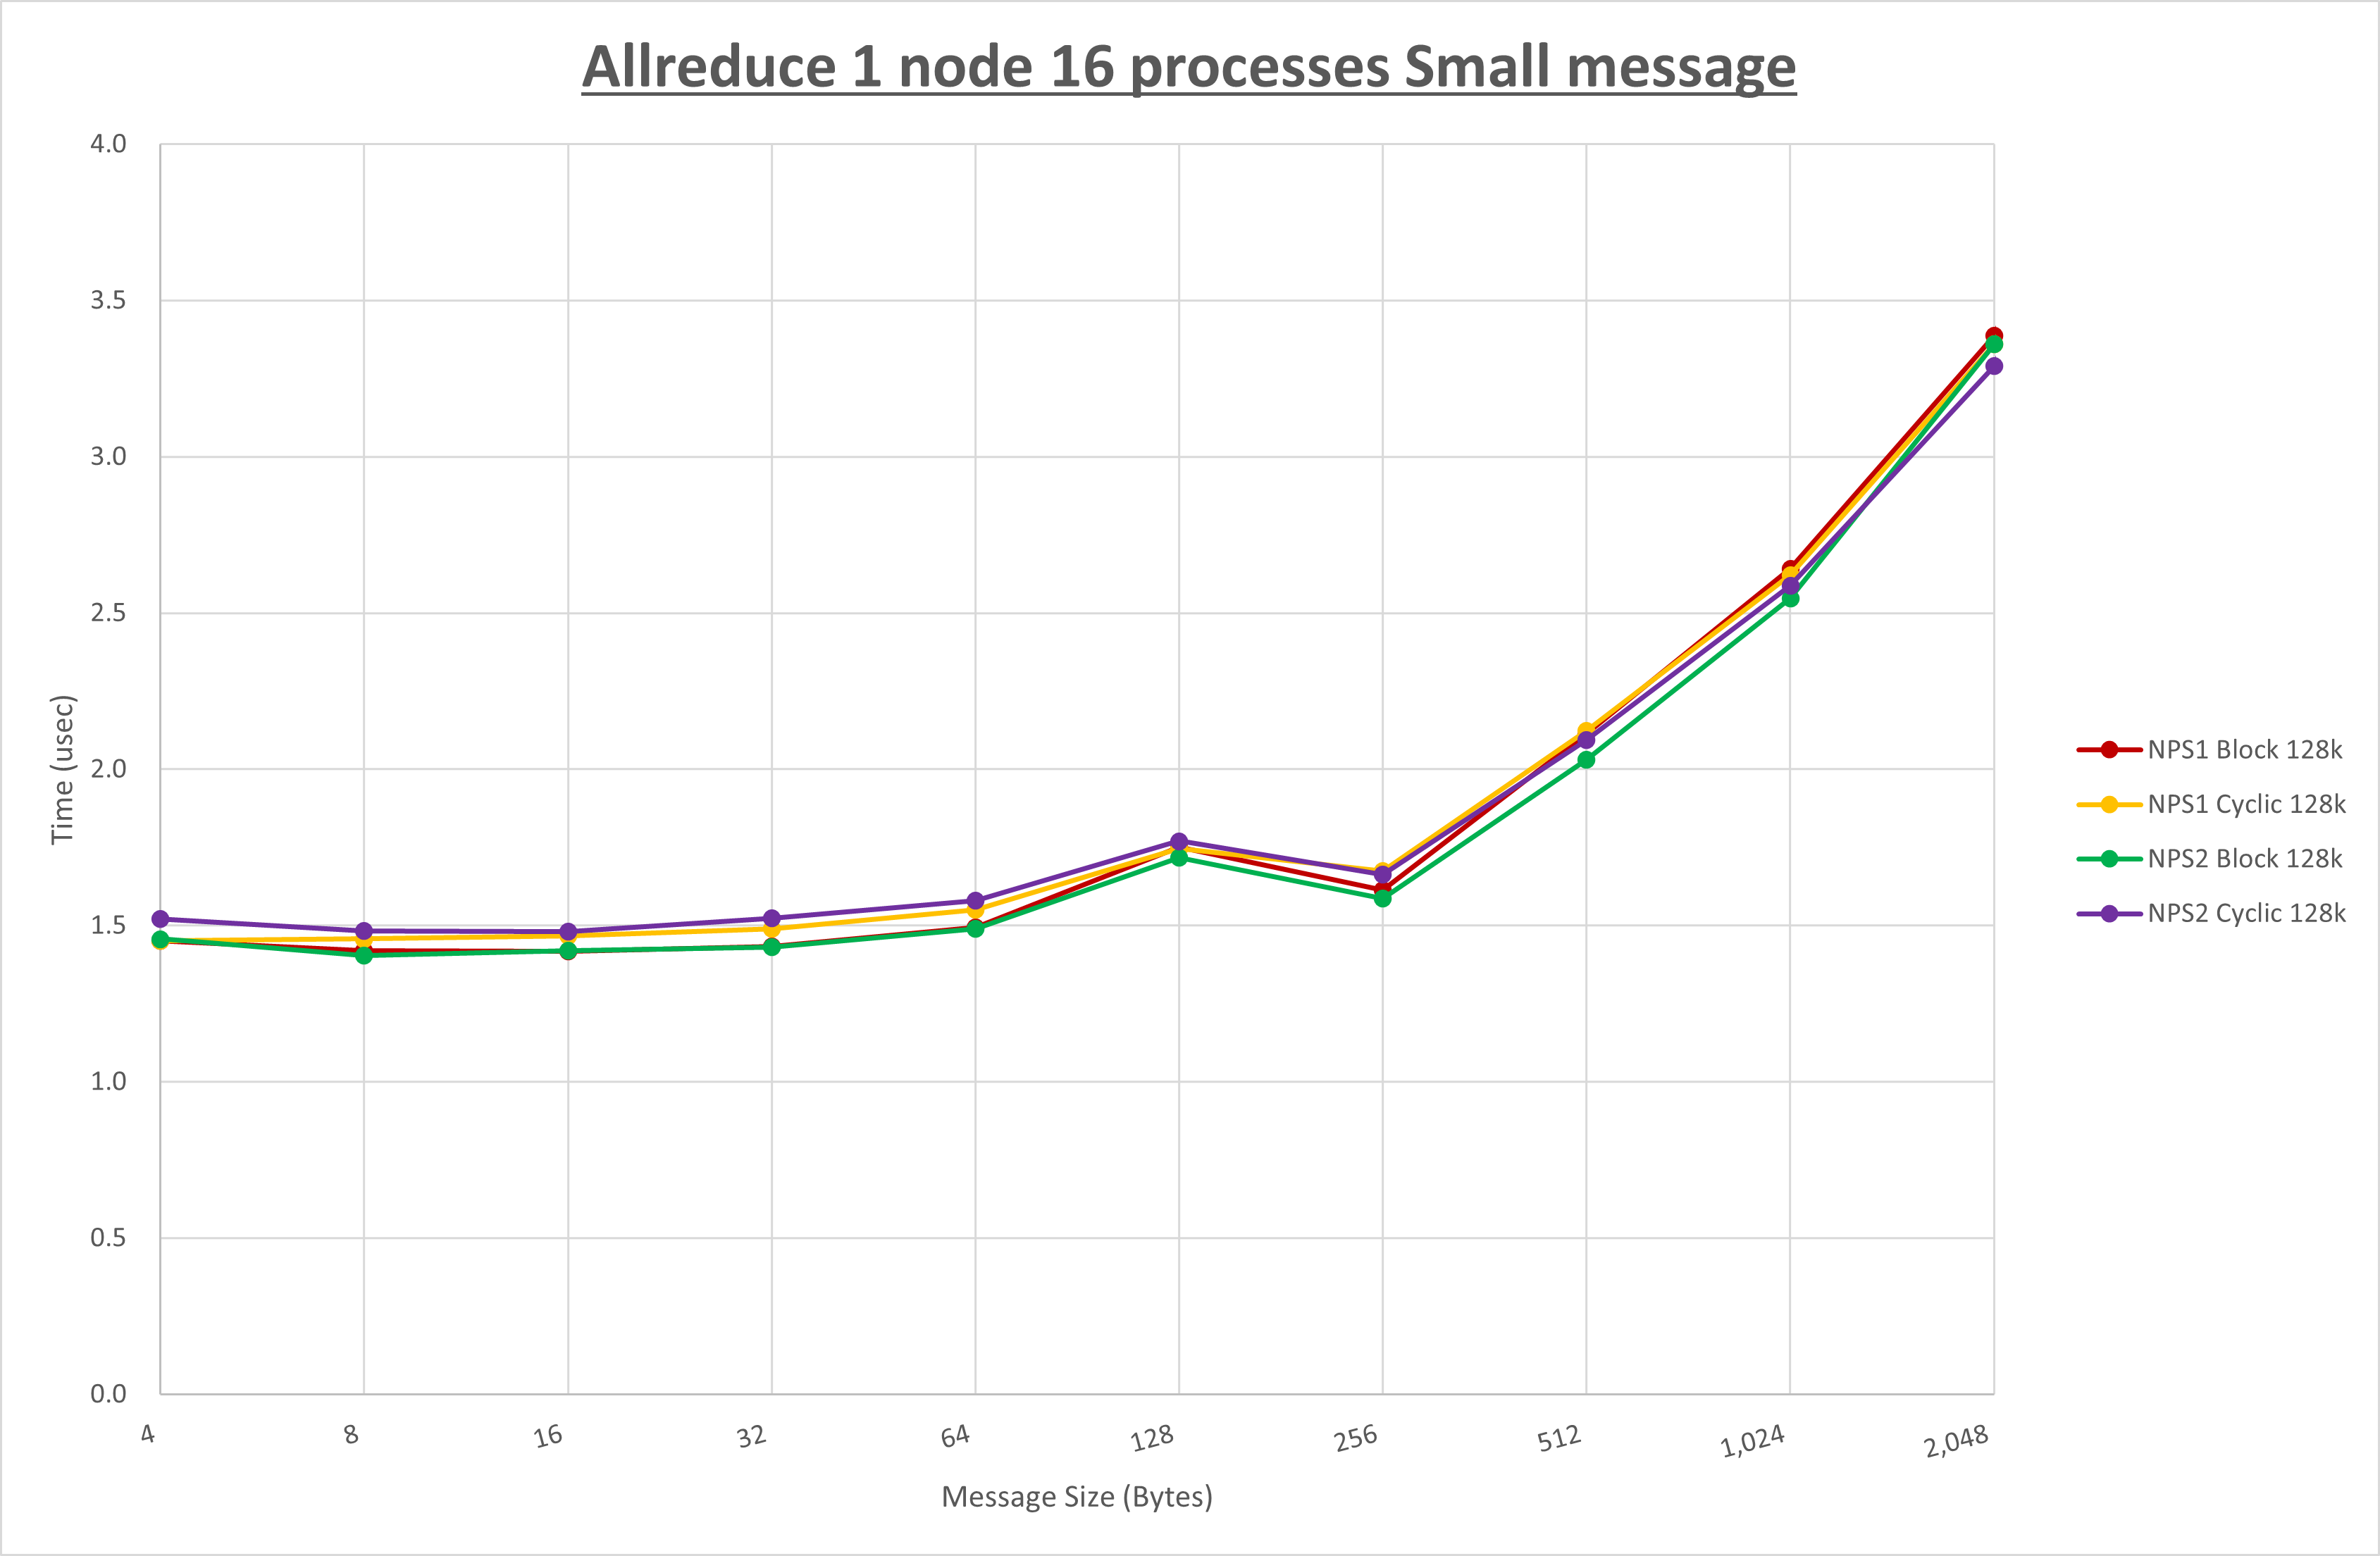 Allreduce 1 node 16 processes Small message
4.0
3.5
3.0
2.5
2.0
1.5
1.0
0.5
0.0
Time (usec)
4 8 16 32 64 128 256 512 1,024 2,048
Message Size (Bytes)
NPS1 Block 128k
NPS1 Cyclic 128k
NPS2 Block 128k
NPS2 Cyclic 128k